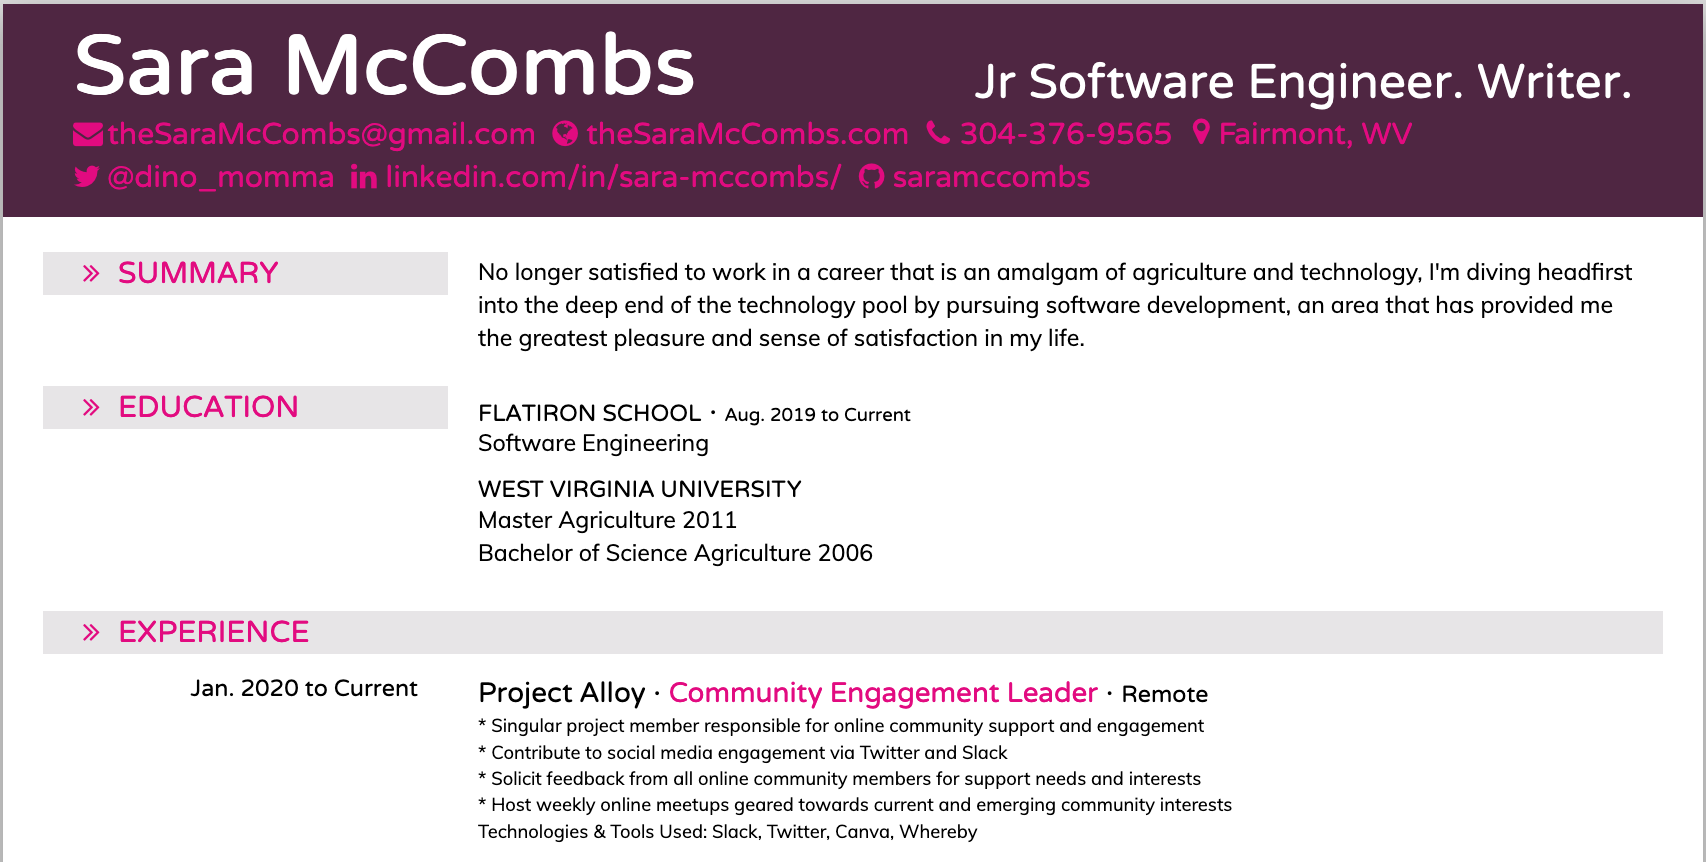 Sara McCombs
Jr Software Engineer. Writer.
theSaraMcCombs@gmail.com theSaraMcCombs.com 304-376-9565 Fairmont, WV
@dino_momma linkedin.com/in/sara-mccombs/ saramccombs
» SUMMARY
No longer satisfied to work in a career that is an amalgam of agriculture and technology, I'm diving headfirst
into the deep end of the technology pool by pursuing software development, an area that has provided me
the greatest pleasure and sense of satisfaction in my life.
» EDUCATION
FLATIRON SCHOOL · Aug. 2019 to Current
Software Engineering
WEST VIRGINIA UNIVERSITY
Master Agriculture 2011
Bachelor of Science Agriculture 2006
» EXPERIENCE
Jan. 2020 to Current
Project Alloy · Community Engagement Leader · Remote
* Singular project member responsible for online community support and engagement
* Contribute to social media engagement via Twitter and Slack
* Solicit feedback from all online community members for support needs and interests
* Host weekly online meetups geared towards current and emerging community interests
Technologies & Tools Used: Slack, Twitter, Canva, Whereby